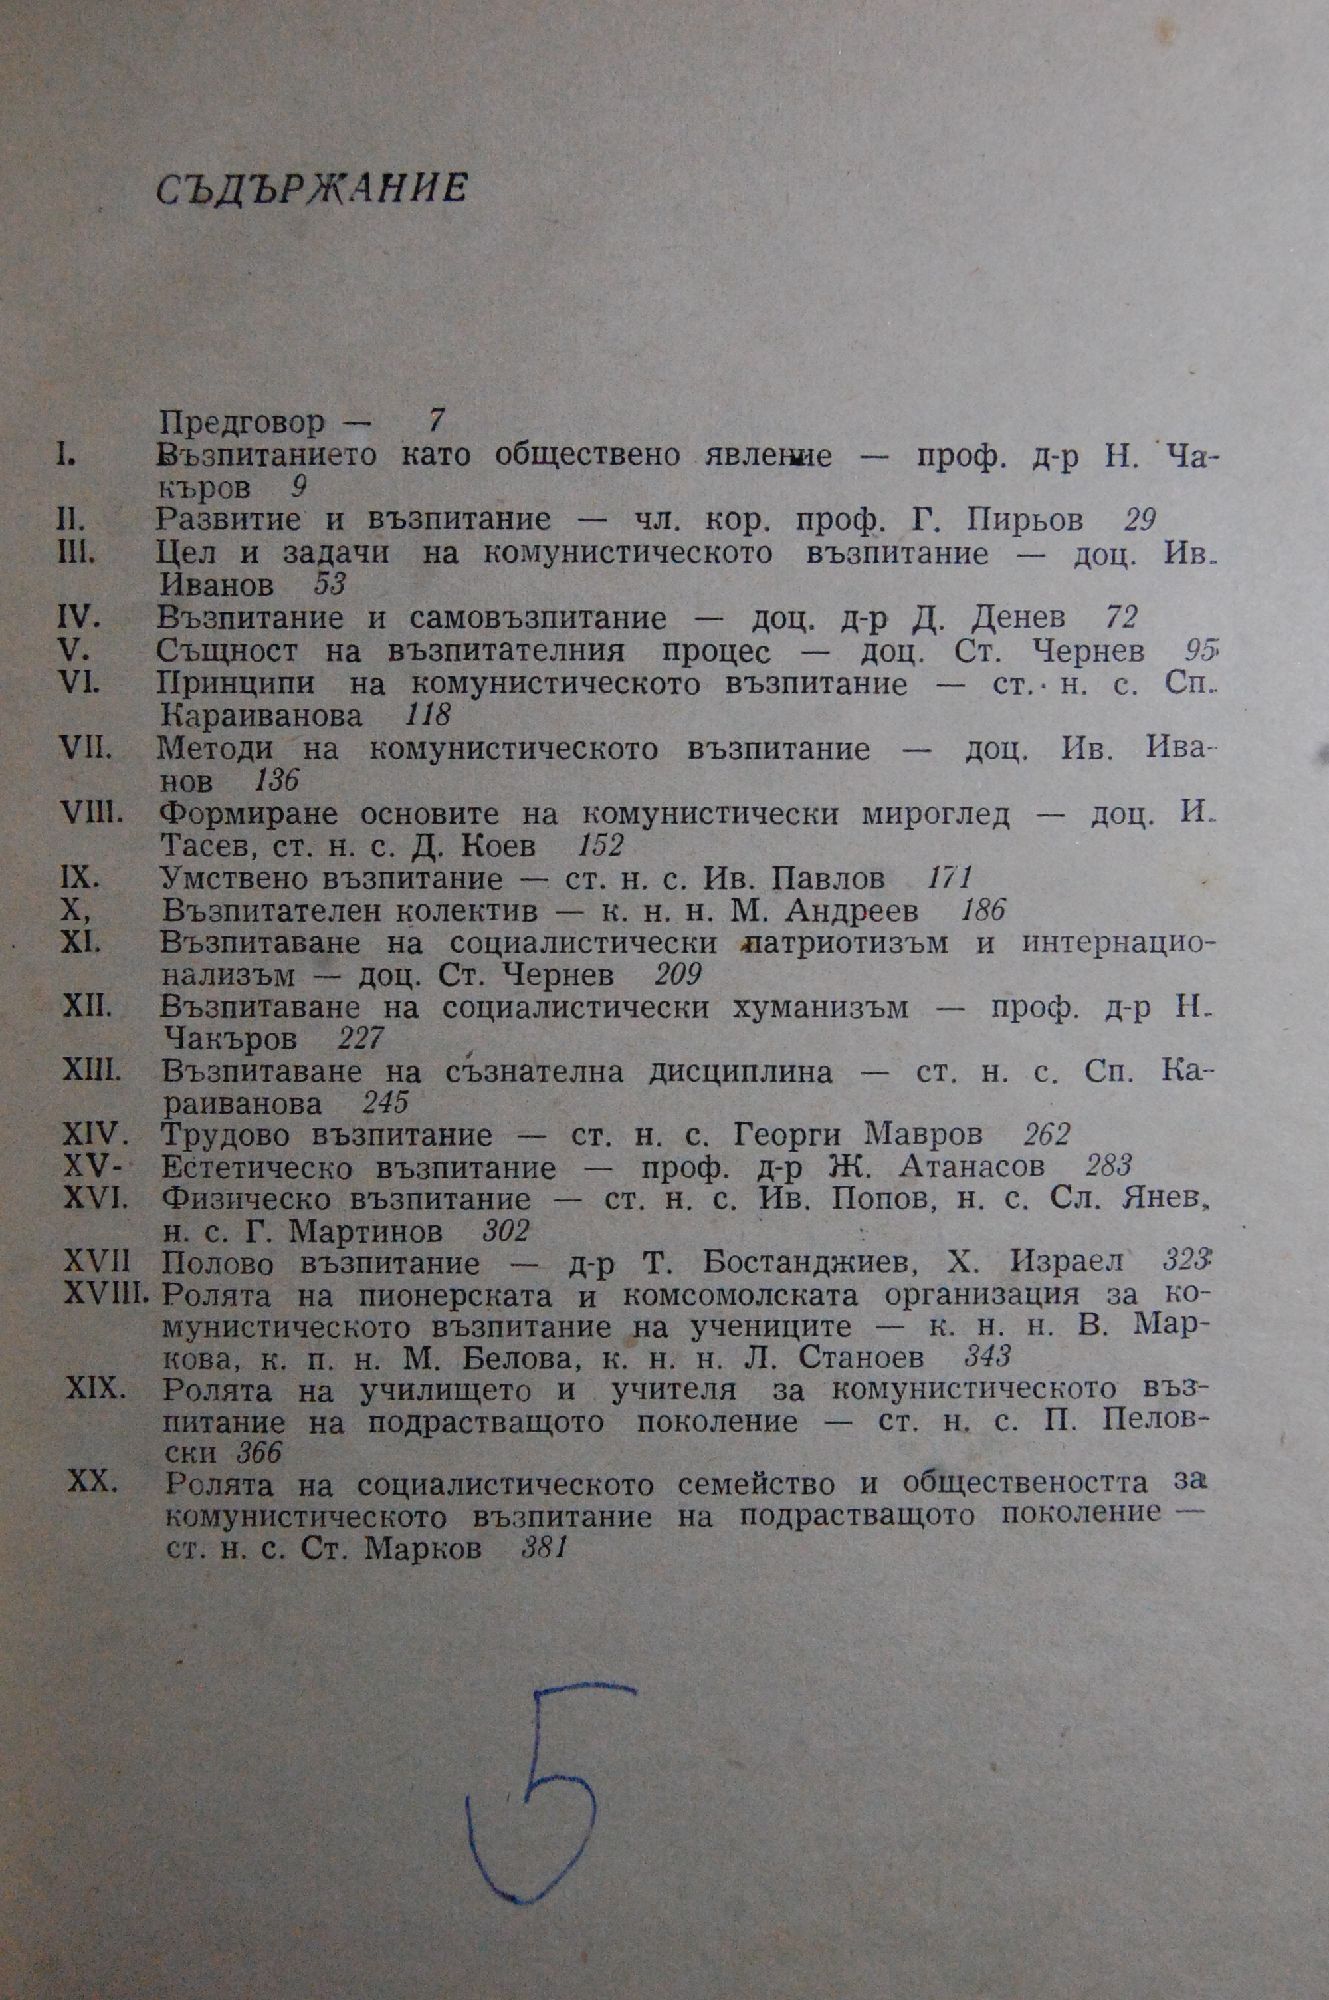 СЪДЪРЖАНИЕ
Предговор — 7
I. Възпитанието като обществено явление — проф. д-р Н. Ча-
къров 9
II. Развитие и възпитание — чл. кор. проф. Г. Пирьов 29
III. Цел и задачи на комунистическото възпитание — доц. Ив.
Иванов 53
IV. Възпитание и самовъзпитание — доц. д-р Д. Денев 72
V. Същност на възпитателния процес — доц. Ст. Чернев 95
VI. Принципи на комунистическото възпитание — ст. н. с. Сп.
Караиванова 118
VII. Методи на комунистическото възпитание — доц. Ив. Ива-
нов 136
VIII. Формиране основите на комунистически мироглед — доц. И.
Тасев, ст. н. с. Д. Коев 152
IX. Умствено възпитание — ст. н. с. Ив. Павлов 171
X, Възпитателен колектив — к. н. н. М. Андреев 186
XI. Възпитаване на социалистически патриотизъм и интернацио-
нализъм — доц. Ст. Чернев 209
XII. Възпитаване на социалистически хуманизъм — проф. д-р Н.
Чакъров 227
XIII. Възпитаване на съзнателна дисциплина — ст. н. с. Сп. Ка-
раиванова 245
XIV. Трудово възпитание — ст. н. с. Георги Мавров 262
XV- Естетическо възпитание — проф. д-р Ж. Атанасов 283
XVI. Физическо възпитание — ст. н. с. Ив. Попов, н. с. Сл. Янев,
н. с. Г. Мартинов 302
XVII Полово възпитание — д-р Т. Бостанджиев, Х. Израел 323
XVIII. Ролята на пионерската и комсомолската организация за ко-
мунистическото възпитание на учениците — к. н. н. В. Мар-
кова, к. п. н. М. Белова, к. н. н. Л. Станоев 343
XIX. Ролята на училището и учителя за комунистическото въз-
питание на подрастващото поколение — ст. н. с. П. Пелов-
ски 366
XX. Ролята на социалистическото семейство и обществеността за
комунистическото възпитание на подрастващото поколение —
ст. н. с. Ст. Марков 381
5